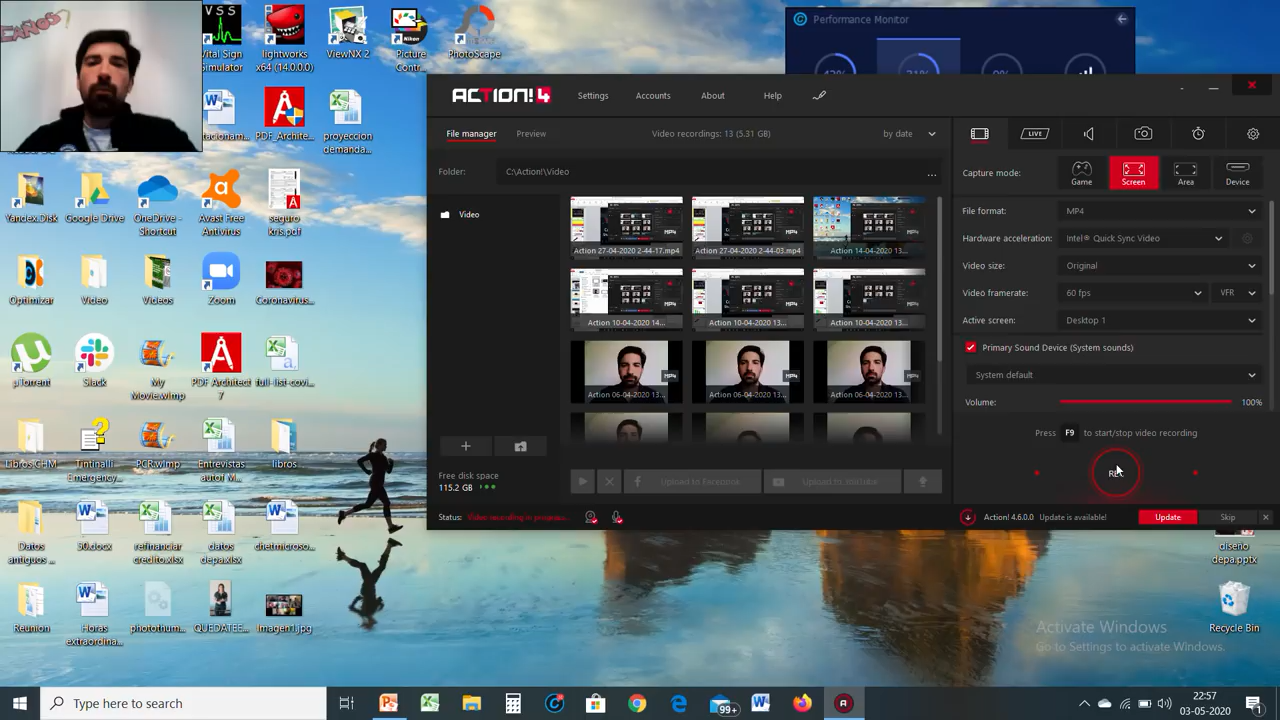 Vital Sign
Simulator
lightworks
x64 (14.0.0.0)
ViewNX 2
Picture
Contr...
PhotoScape
PDF_Archite...
proyeccion
demanda...
Yandex.Disk
Google Drive
OneDrive -
Shortcut
Avast Free
Antivirus
seguro
kris.pdf
Optimizar
Video
Videos
Zoom
Coronavirus...
µTorrent
Slack
My
Movie.wlmp
PDF Architect
7
full-list-covi...
Libros CHM
Tintinalli
Emergency...
PCR.wlmp
Entrevistas
autof M...
libros
Datos
antiguos ...
50.docx
refinanciar
credito.xlsx
datos
depa.xlsx
chetmicroso...
Reunion
Horas
extraordina...
photothum...
QUEDATEE...
Imagen1.jpg
Performance Monitor
ACTION! 4
Settings
Accounts
About
Help
File manager
Preview
Video recordings: 13 (5.31 GB)
by date
Folder:
C:\Action!\Video
...
Video
Action 27-04-2020 2-44-17.mp4
Action 27-04-2020 2-44-03.mp4
Action 14-04-2020 13...
Action 10-04-2020 14...
Action 10-04-2020 13...
Action 10-04-2020 13...
Action 06-04-2020 13...
Action 06-04-2020 13...
Action 06-04-2020 13...
Free disk space
115.2 GB
Upload to Facebook
Status:
Video recording in progress...
LIVE
Capture mode:
Game
Screen
Area
Device
File format:
MP4
Hardware acceleration:
Intel® Quick Sync Video
Video size:
Original
Video framerate:
60 fps
VFR
Active screen:
Desktop 1
Primary Sound Device (System sounds)
System default
Volume:
100%
Press F9 to start/stop video recording
Action! 4.6.0.0 Update is available!
Update
Skip
diseño
depa.pptx
Recycle Bin
Activate Windows
Go to Settings to activate Windows.
Type here to search
99+
22:57
03-05-2020